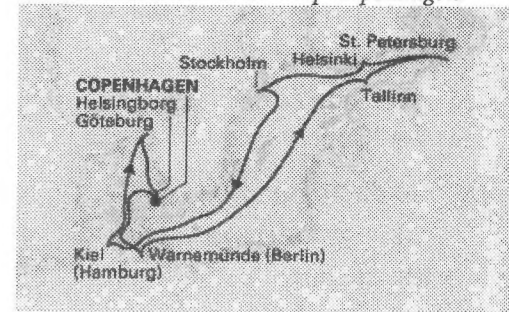 St. Petersburg
Stockholm
Helsinki
COPENHAGEN
Helsingborg
Göteburg
Tallinn
Kiel
(Hamburg)
Warnemünde (Berlin)